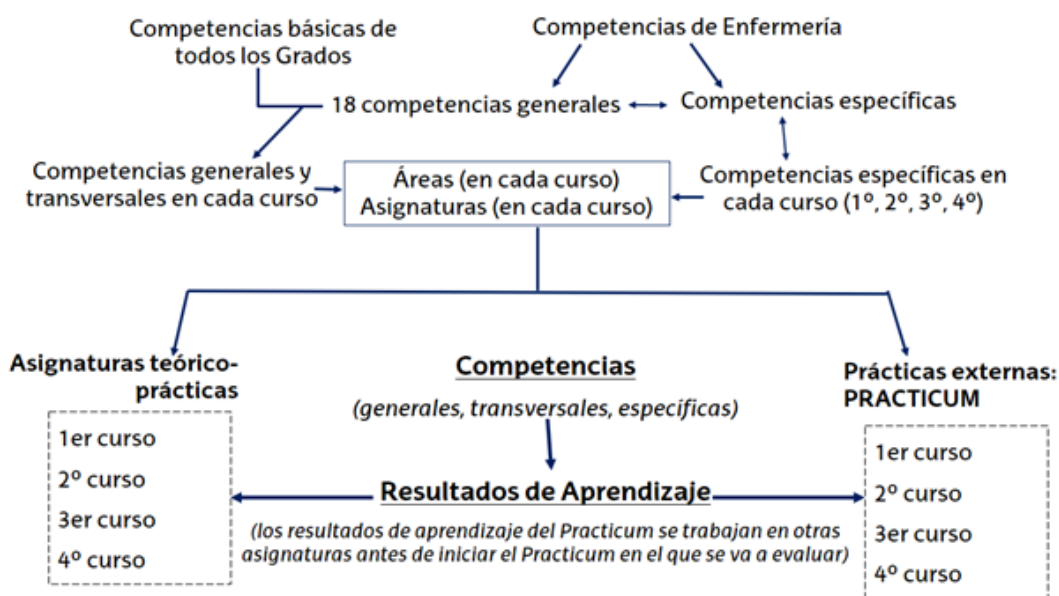 Competencias básicas de
todos los Grados
Competencias de Enfermería
18 competencias generales
Competencias específicas
Competencias generales y
transversales en cada curso
Áreas (en cada curso)
Asignaturas (en cada curso)
Competencias específicas en
cada curso (1º, 2º, 3º, 4º)
Asignaturas teórico-
prácticas
1er curso
2º curso
3er curso
4º curso
Competencias
(generales, transversales, específicas)
Resultados de Aprendizaje
(los resultados de aprendizaje del Practicum se trabajan en otras
asignaturas antes de iniciar el Practicum en el que se va a evaluar)
Prácticas externas:
PRACTICUM
1er curso
2º curso
3er curso
4º curso